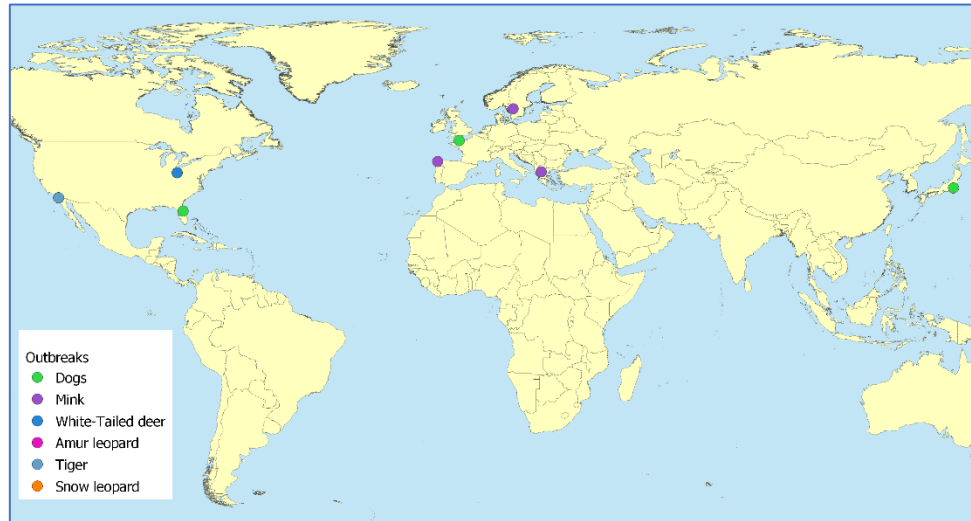 Outbreaks
Dogs
Mink
White-Tailed deer
Amur leopard
Tiger
Snow leopard